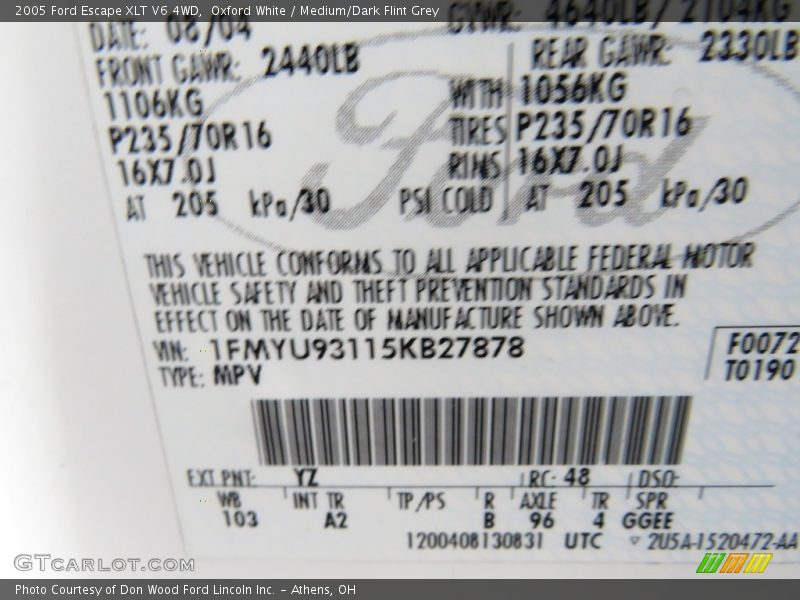 2005 Ford Escape XLT V6 4WD, Oxford White / Medium/Dark Flint Grey
DATE: 08/04 GVWR: 4640LB / 2104KG
FRONT GAWR: 2440LB REAR GAWR: 2330LB
1106KG WITH 1056KG
P235/70R16 TIRES P235/70R16
16X7.0J RIMS 16X7.0J
AT 205 kPa/30 PSI COLD AT 205 kPa/30
Ford
THIS VEHICLE CONFORMS TO ALL APPLICABLE FEDERAL MOTOR
VEHICLE SAFETY AND THEFT PREVENTION STANDARDS IN
EFFECT ON THE DATE OF MANUFACTURE SHOWN ABOVE.
VIN: 1FMYU93115KB27878 F0072
TYPE: MPV T0190
EXT PNT: YZ RC: 48 DSO:
WB INT TR TP/PS R AXLE TR SPR
103 A2 B 96 4 GGEE
1200408130831 UTC ▽ 2U5A-1520472-AA
GTcarlot.com
Photo Courtesy of Don Wood Ford Lincoln Inc. – Athens, OH